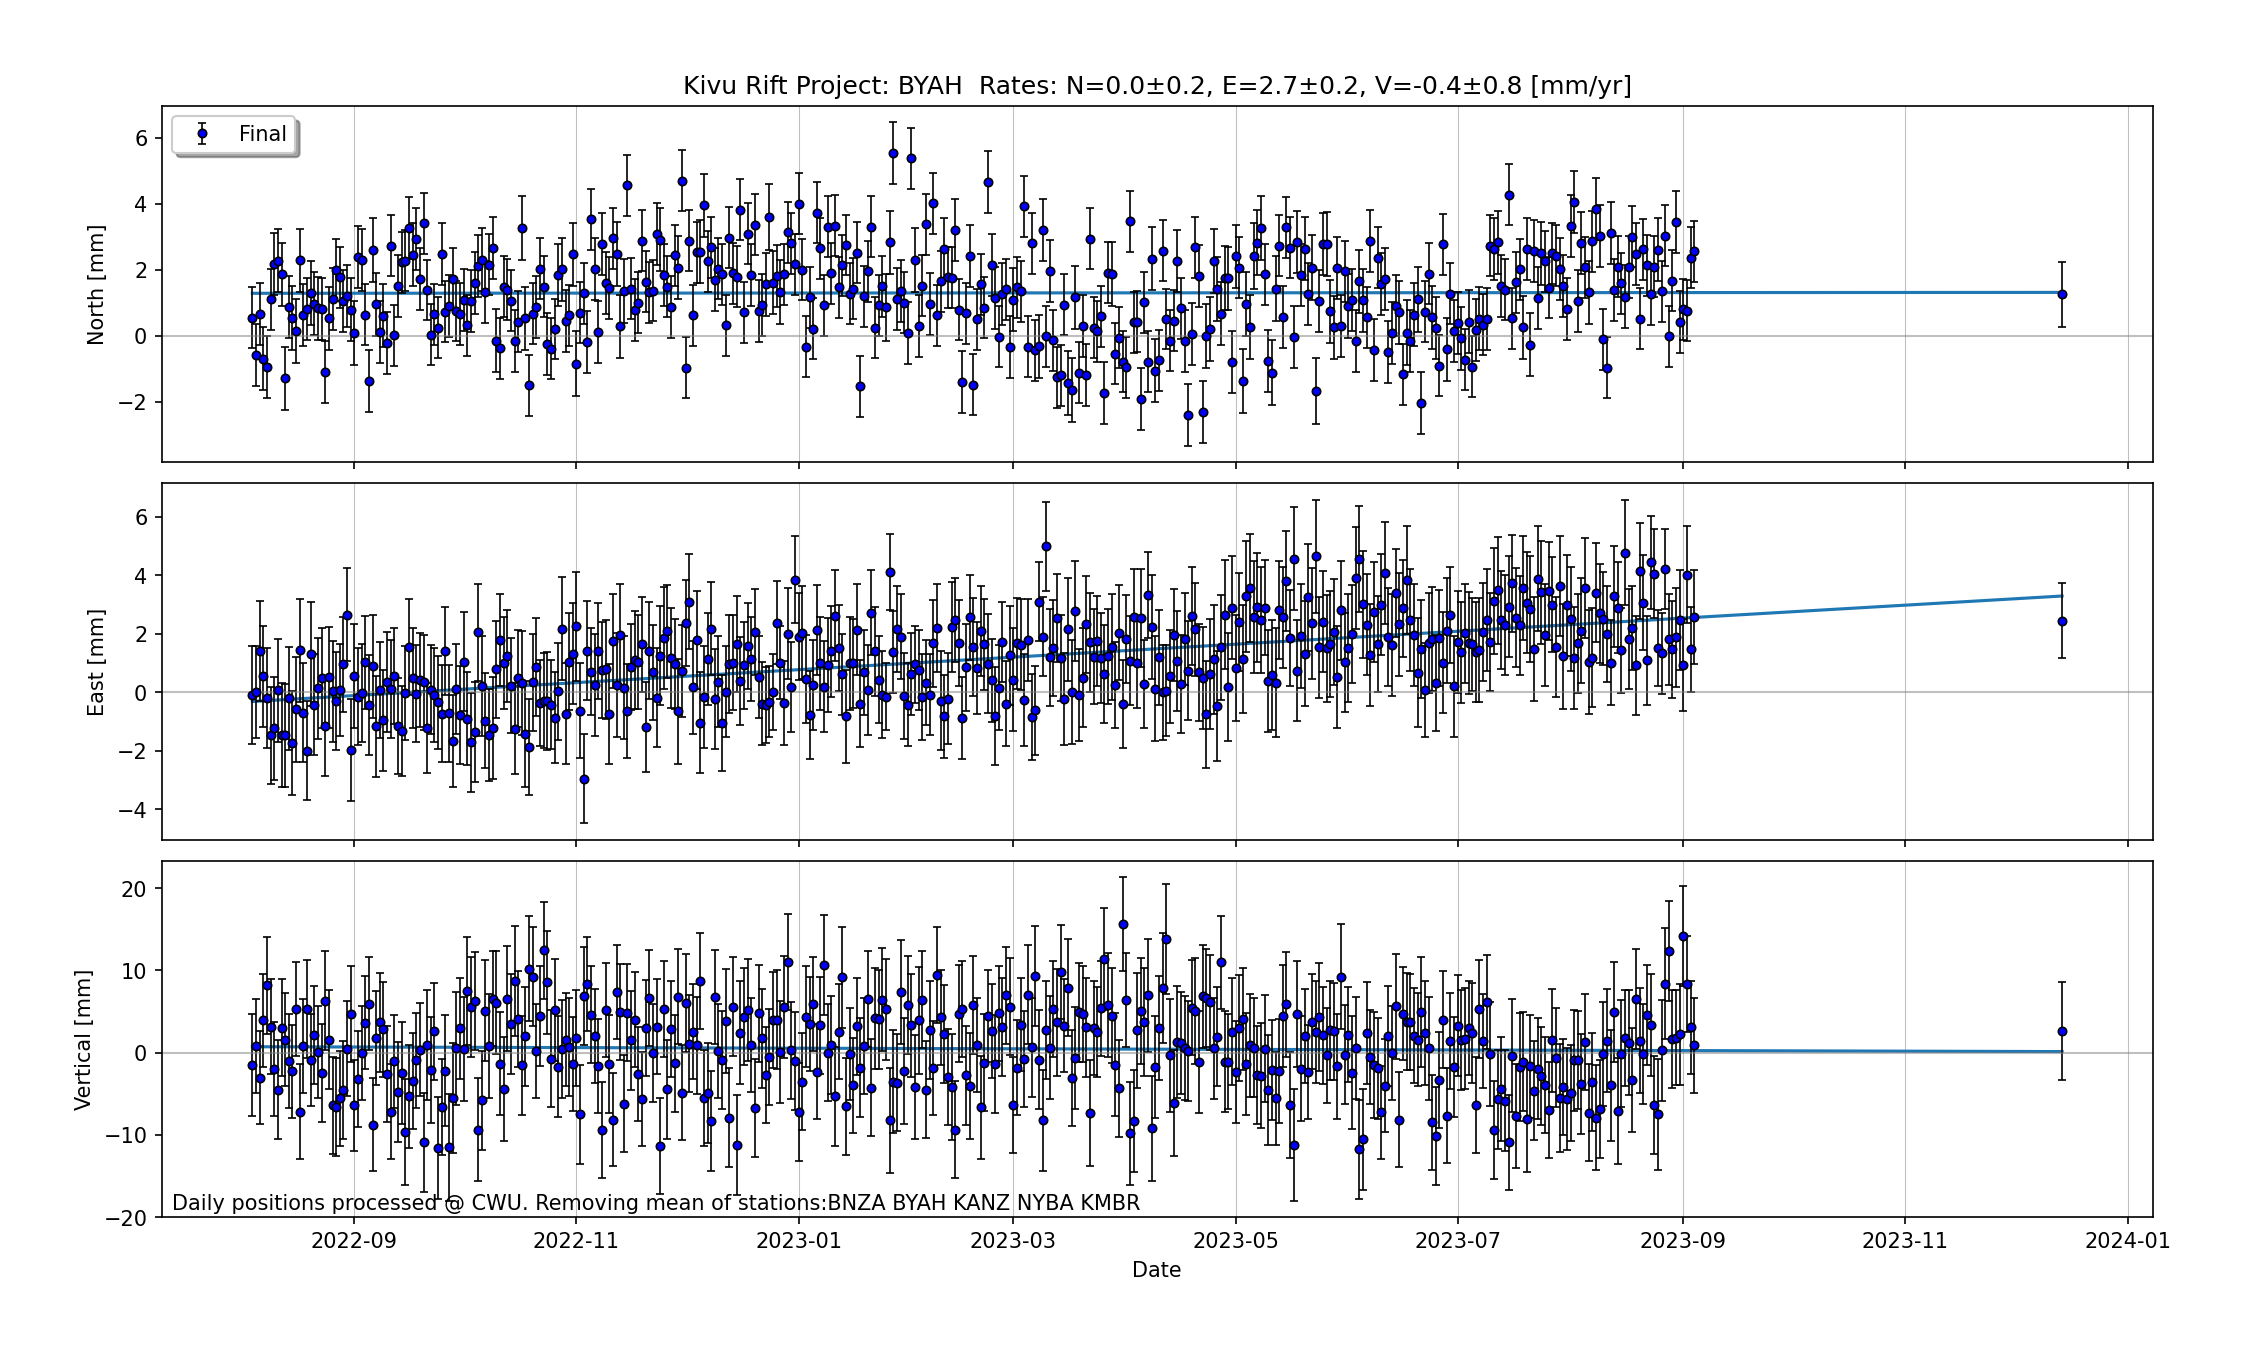 Kivu Rift Project: BYAH  Rates: N=0.0±0.2, E=2.7±0.2, V=-0.4±0.8 [mm/yr]
Final
North [mm]
6
4
2
0
−2
East [mm]
6
4
2
0
−2
−4
Vertical [mm]
20
10
0
−10
−20
Daily positions processed @ CWU. Removing mean of stations:BNZA BYAH KANZ NYBA KMBR
2022-09 2022-11 2023-01 2023-03 2023-05 2023-07 2023-09 2023-11 2024-01
Date